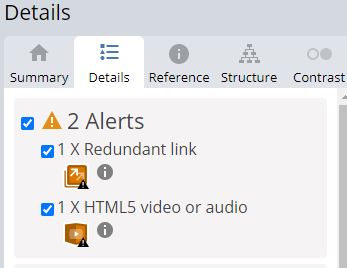 Details
Summary
Details
Reference
Structure
Contrast
2 Alerts
1 X Redundant link
1 X HTML5 video or audio